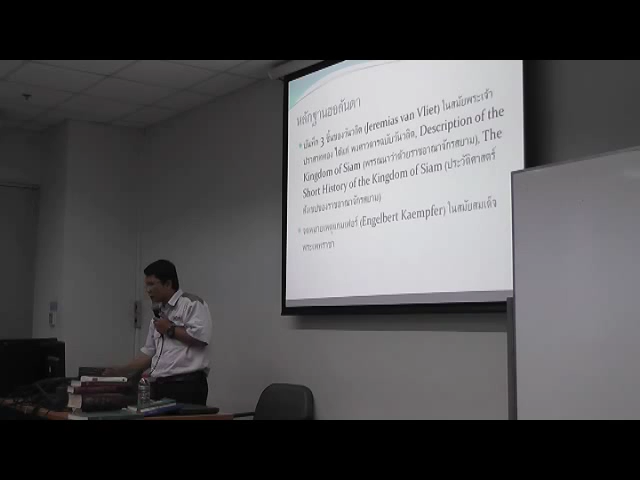 หลักฐานฮอลันดา
บันทึก 3 ชิ้นของวันวลิต (Jeremias van Vliet) ในสมัยพระเจ้า
ปราสาททอง ได้แก่ พงศาวดารฉบับวันวลิต, Description of the
Kingdom of Siam (พรรณนาว่าด้วยราชอาณาจักรสยาม), The
Short History of the Kingdom of Siam (ประวัติศาสตร์
สังเขปของราชอาณาจักรสยาม)
จดหมายเหตุแกมเฟอร์ (Engelbert Kaempfer) ในสมัยสมเด็จ
พระเพทราชา